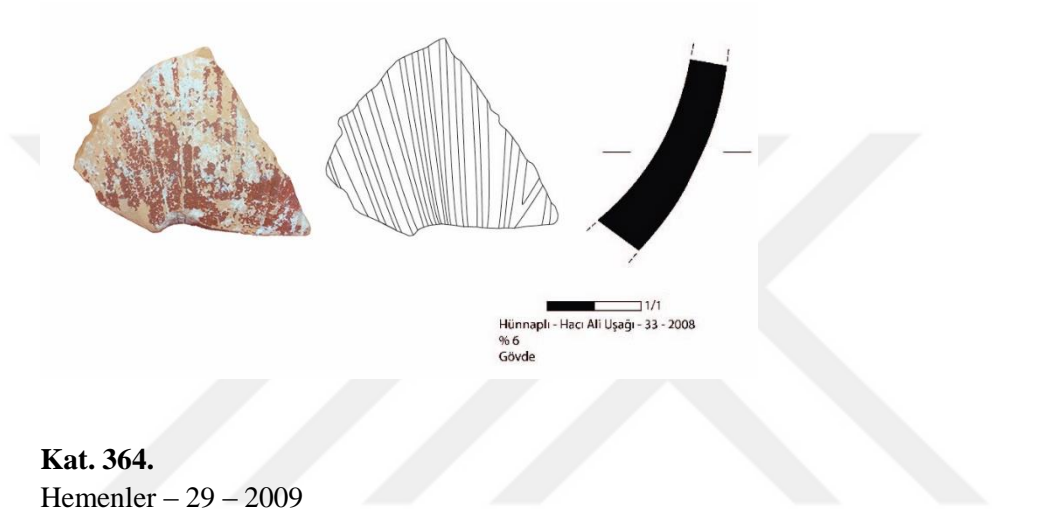 1/1
Hünnaplı - Hacı Ali Uşağı - 33 - 2008
% 6
Gövde
Kat. 364.
Hemenler – 29 – 2009